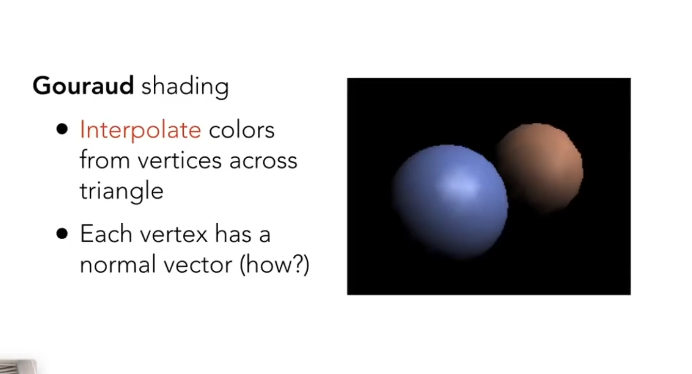 Gouraud shading
• Interpolate colors
from vertices across
triangle
• Each vertex has a
normal vector (how?)